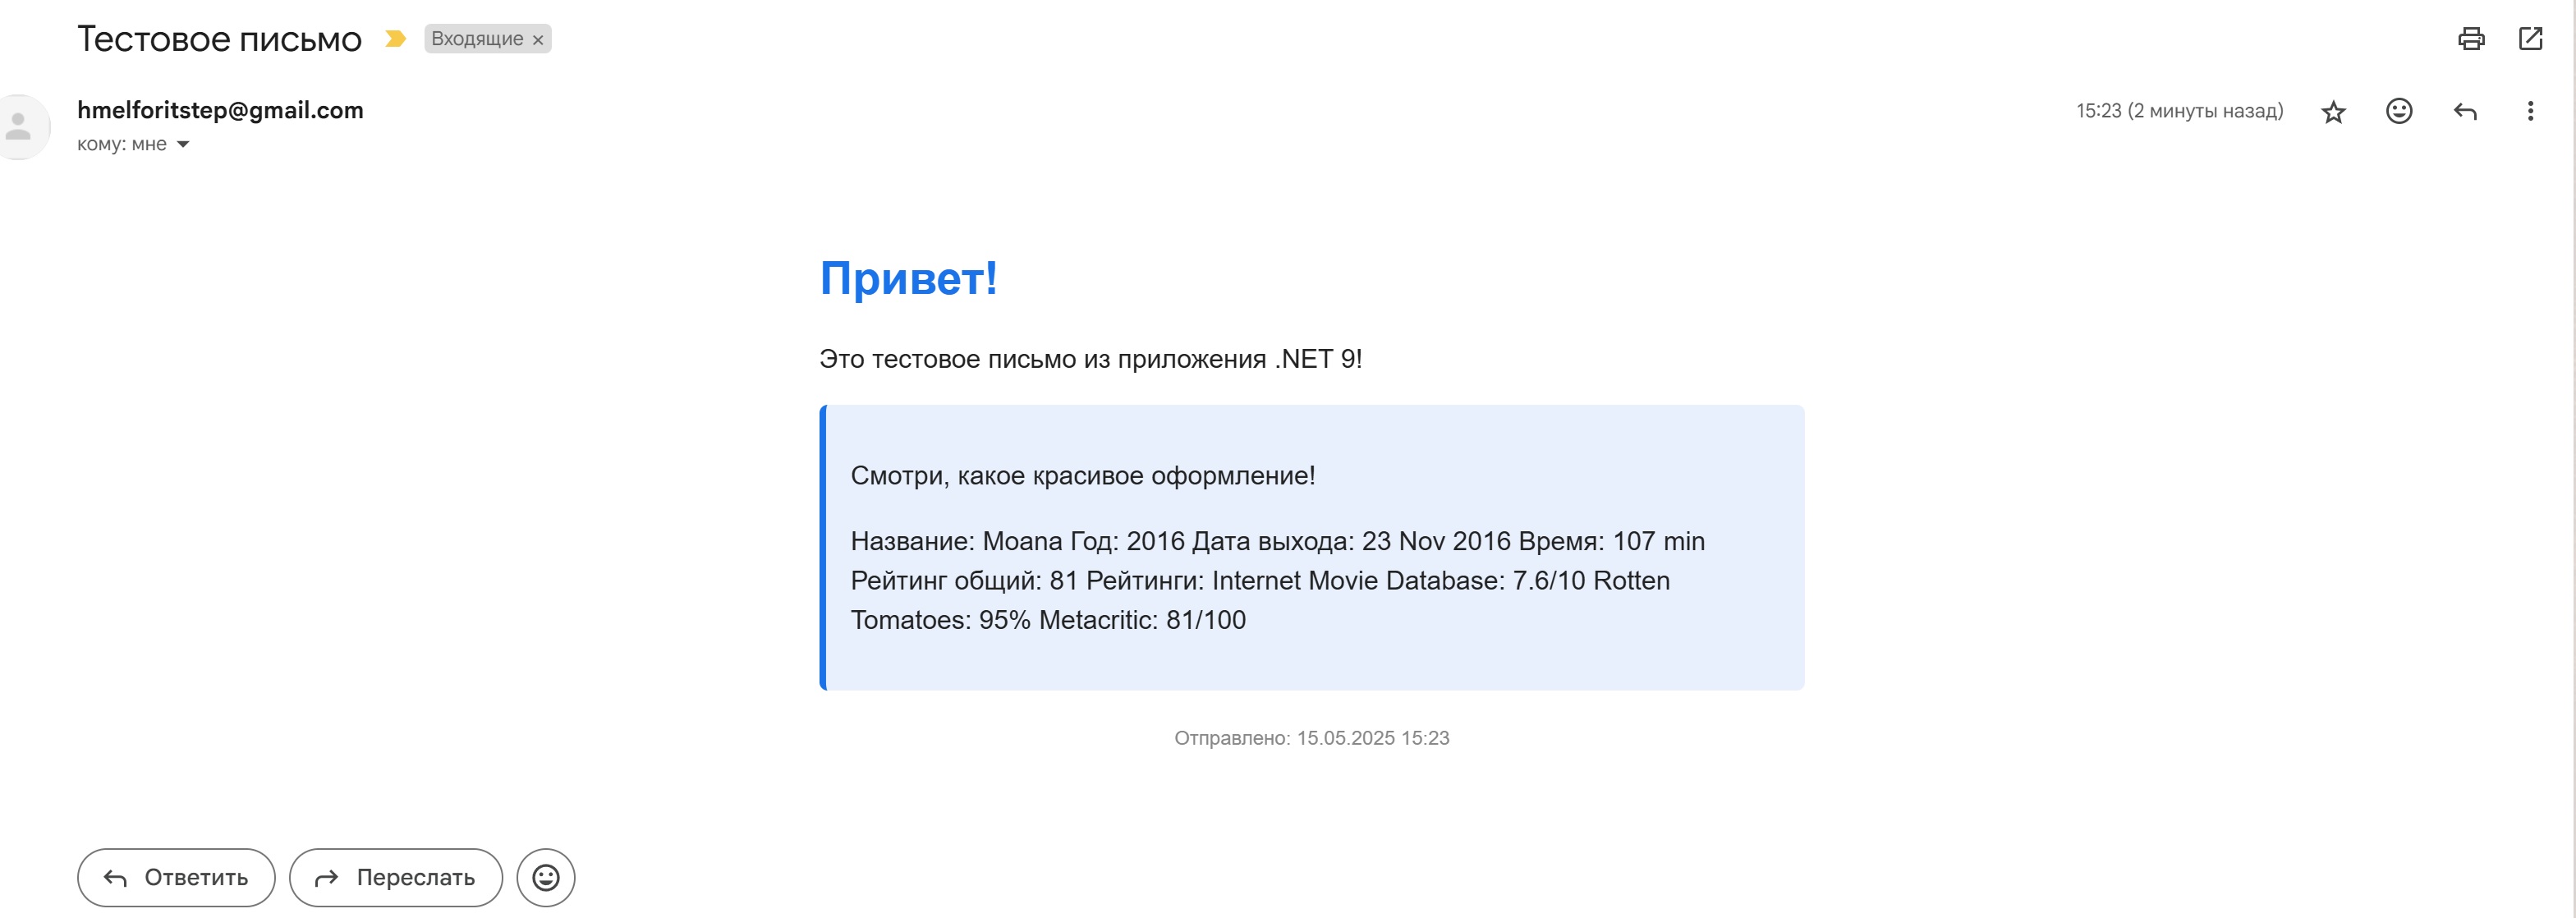 Тестовое письмо Входящие ×
hmelforitstep@gmail.com 15:23 (2 минуты назад)
кому: мне
Привет!
Это тестовое письмо из приложения .NET 9!
Смотри, какое красивое оформление!
Название: Moana Год: 2016 Дата выхода: 23 Nov 2016 Время: 107 min
Рейтинг общий: 81 Рейтинги: Internet Movie Database: 7.6/10 Rotten
Tomatoes: 95% Metacritic: 81/100
Отправлено: 15.05.2025 15:23
Ответить Переслать